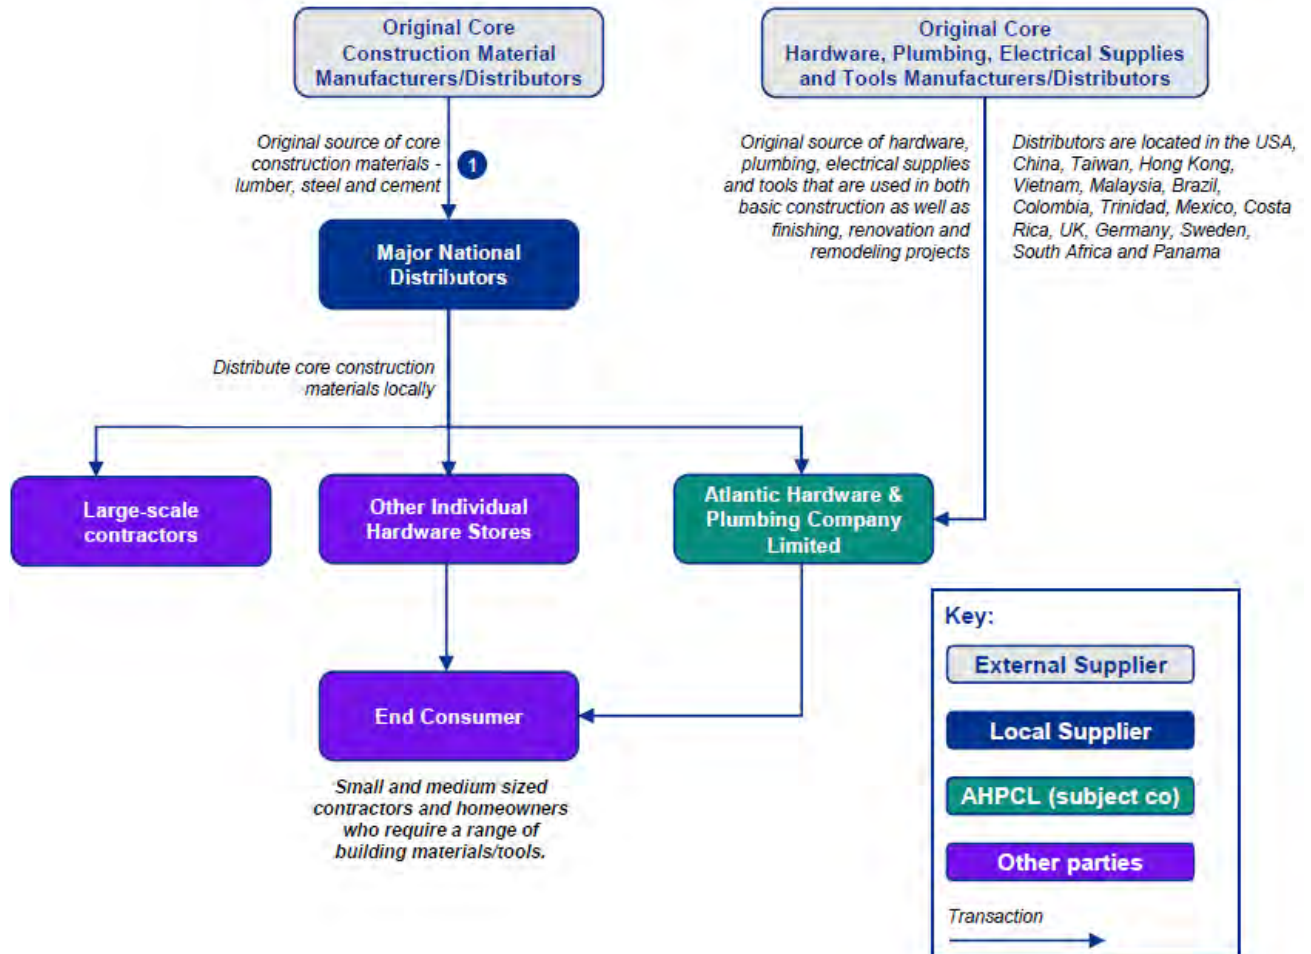 Original Core
Construction Material
Manufacturers/Distributors
Original Core
Hardware, Plumbing, Electrical Supplies
and Tools Manufacturers/Distributors
Original source of core
construction materials -
lumber, steel and cement
1
Original source of hardware,
plumbing, electrical supplies
and tools that are used in both
basic construction as well as
finishing, renovation and
remodeling projects
Distributors are located in the USA,
China, Taiwan, Hong Kong,
Vietnam, Malaysia, Brazil,
Colombia, Trinidad, Mexico, Costa
Rica, UK, Germany, Sweden,
South Africa and Panama
Major National
Distributors
Distribute core construction
materials locally
Large-scale
contractors
Other Individual
Hardware Stores
Atlantic Hardware &
Plumbing Company
Limited
End Consumer
Small and medium sized
contractors and homeowners
who require a range of
building materials/tools.
Key:
External Supplier
Local Supplier
AHPCL (subject co)
Other parties
Transaction